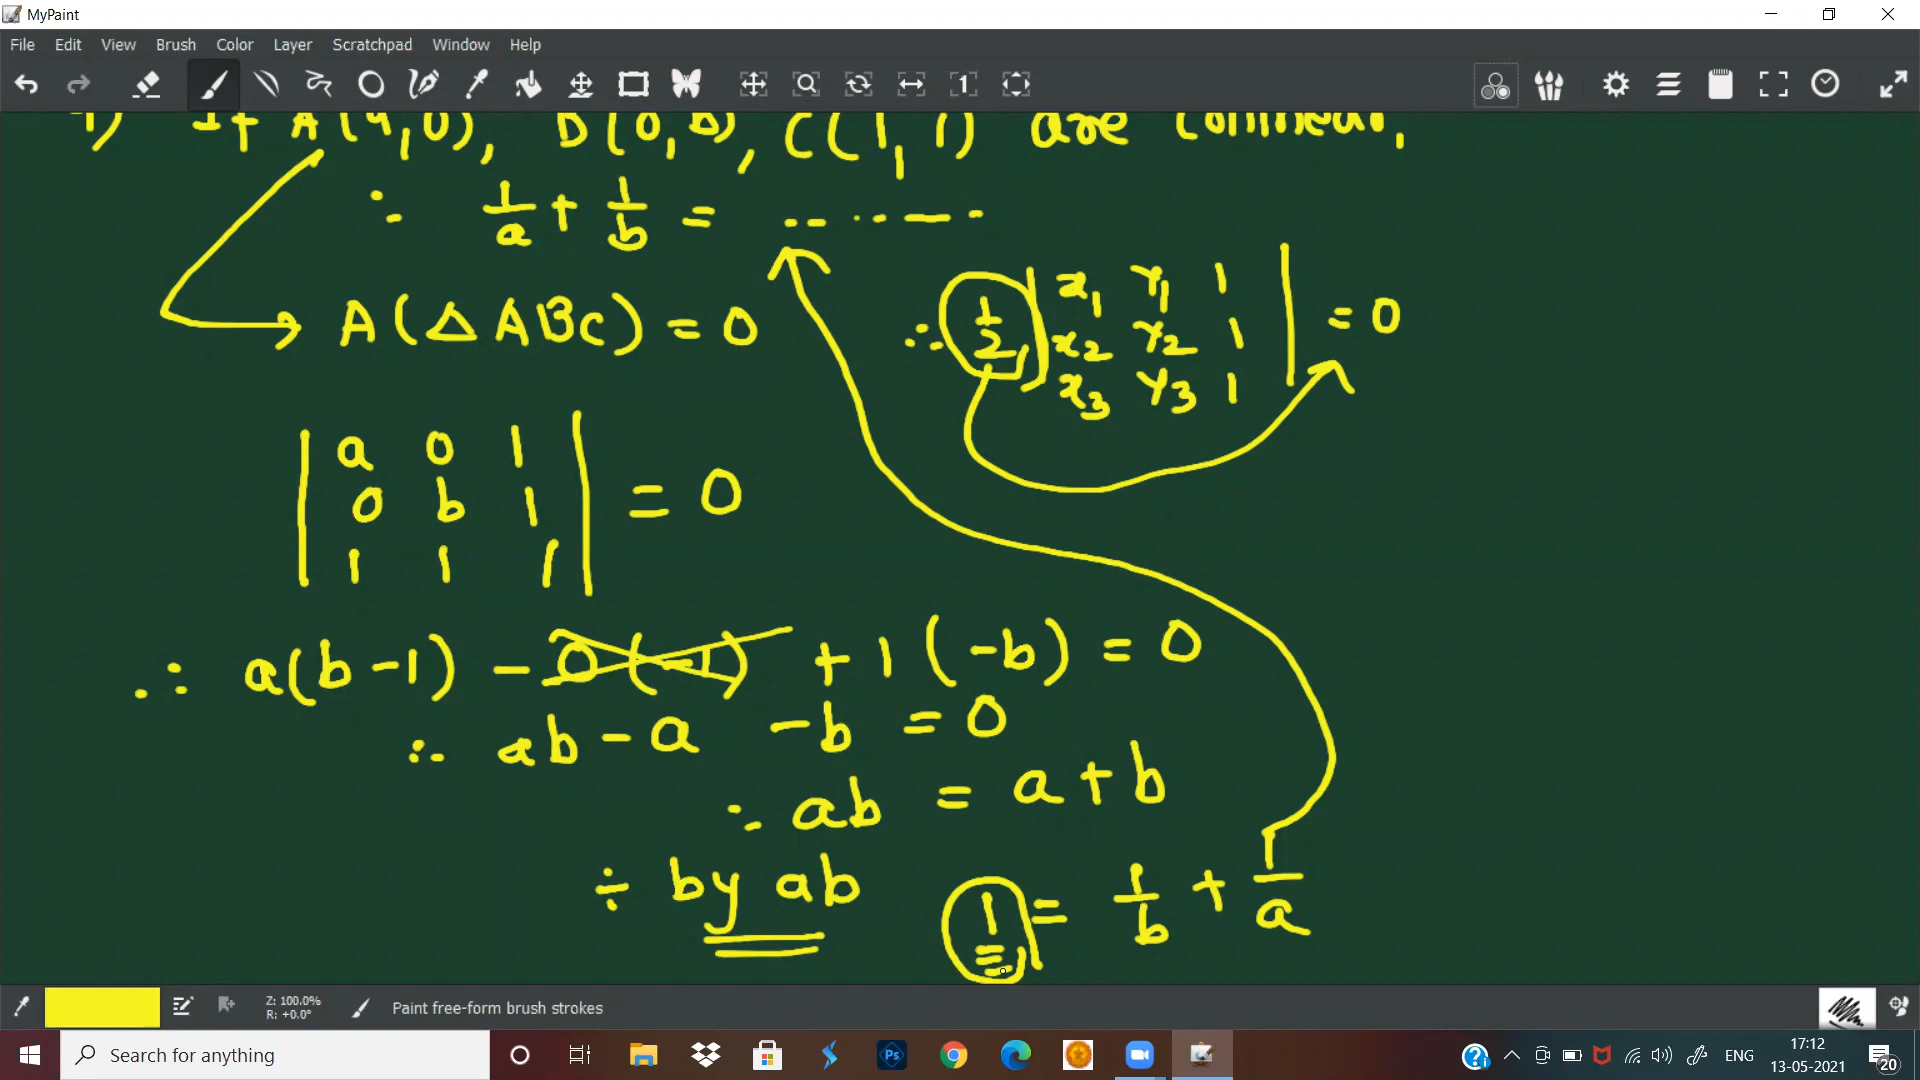 MyPaint
File Edit View Brush Color Layer Scratchpad Window Help
1) If A(a,0), B(0,b), C(1, 1) are collinear,
∴ 1/a + 1/b = -- -- — -
→ A(△ABC) = 0
∴ 1/2 | x₁ y₁ 1 | = 0
| x₂ y₂ 1 |
| x₃ y₃ 1 |
| a 0 1 |
| 0 b 1 | = 0
| 1 1 1 |
∴ a(b-1) - 0(-1) + 1(-b) = 0
∴ ab - a - b = 0
∴ ab = a + b
÷ by ab 1 = 1/b + 1/a
Z: 100.0%
R: +0.0°
Paint free-form brush strokes
Search for anything
Ps
ENG
17:12
13-05-2021
20